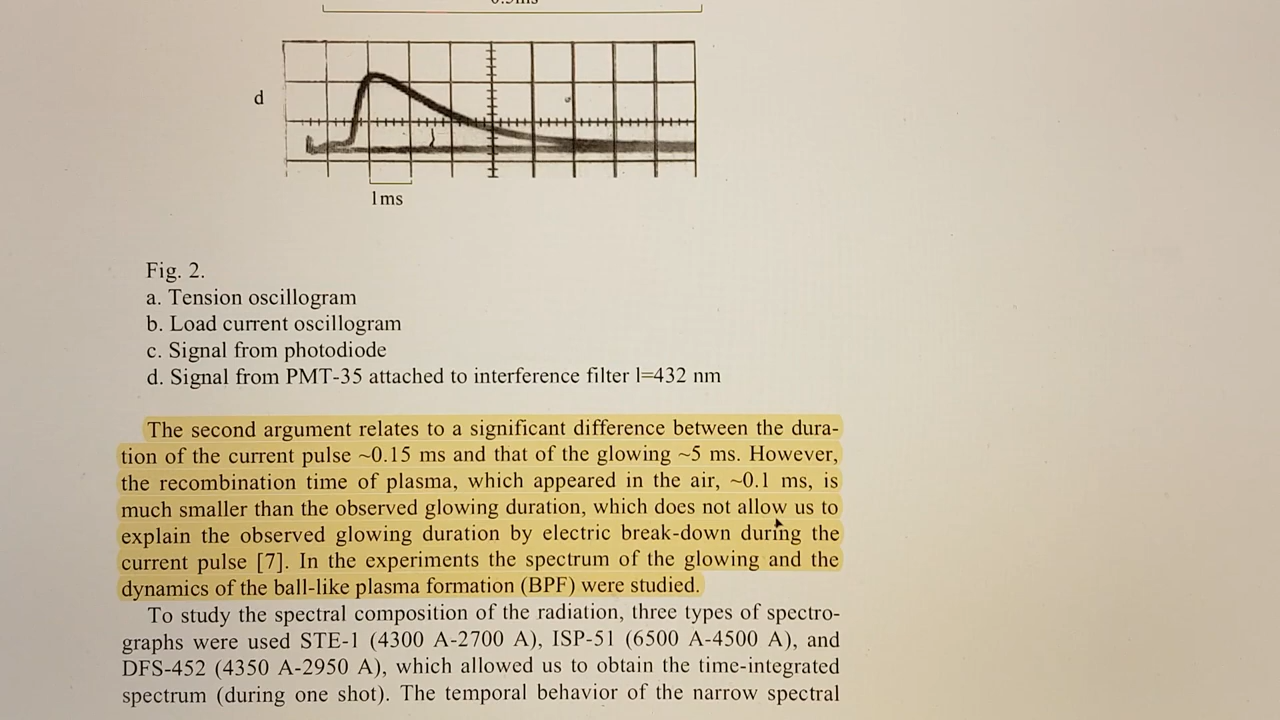 d
1ms
Fig. 2.
a. Tension oscillogram
b. Load current oscillogram
c. Signal from photodiode
d. Signal from PMT-35 attached to interference filter l=432 nm
The second argument relates to a significant difference between the dura-
tion of the current pulse ~0.15 ms and that of the glowing ~5 ms. However,
the recombination time of plasma, which appeared in the air, ~0.1 ms, is
much smaller than the observed glowing duration, which does not allow us to
explain the observed glowing duration by electric break-down during the
current pulse [7]. In the experiments the spectrum of the glowing and the
dynamics of the ball-like plasma formation (BPF) were studied.
To study the spectral composition of the radiation, three types of spectro-
graphs were used STE-1 (4300 A-2700 A), ISP-51 (6500 A-4500 A), and
DFS-452 (4350 A-2950 A), which allowed us to obtain the time-integrated
spectrum (during one shot). The temporal behavior of the narrow spectral